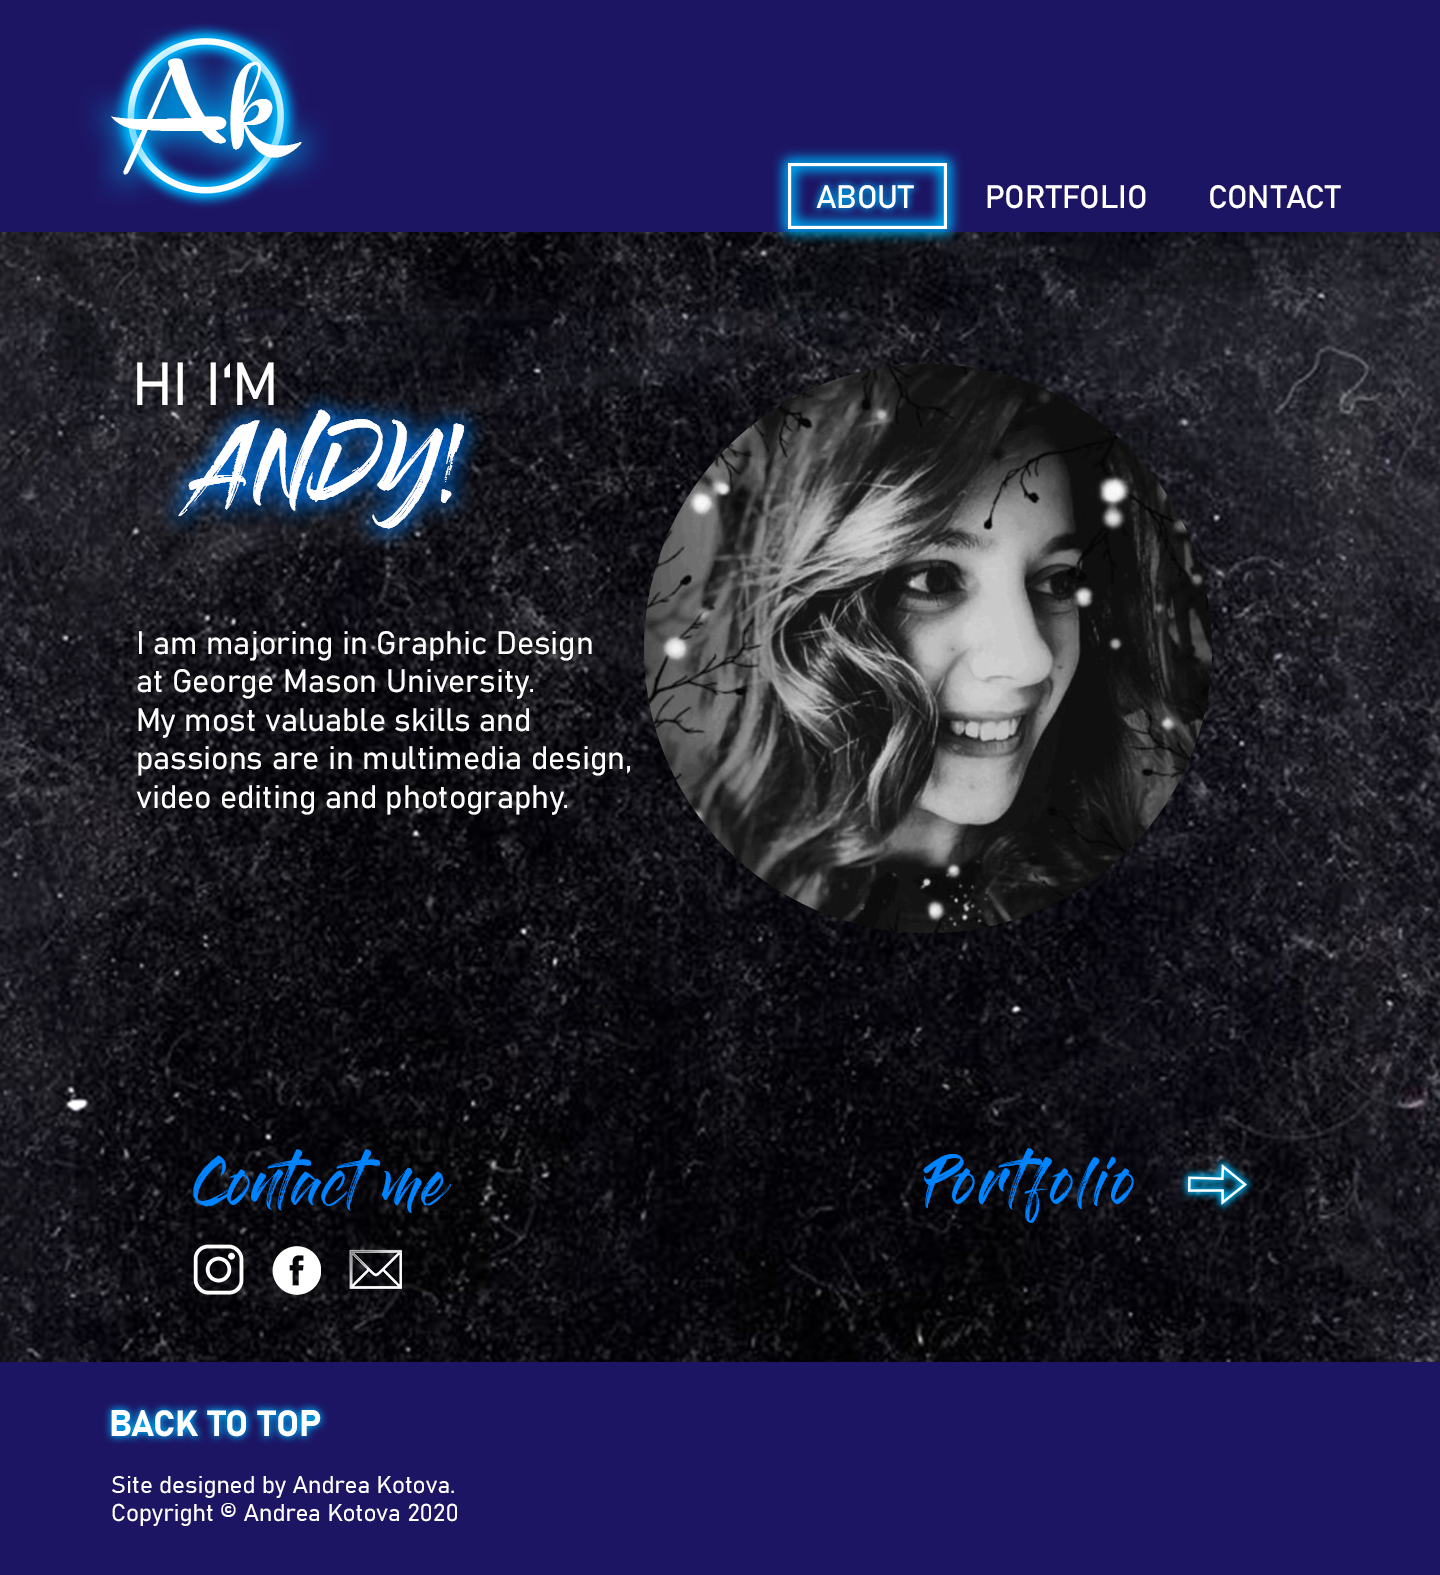 Ak
ABOUT PORTFOLIO CONTACT
HI I‘M
ANDY!
I am majoring in Graphic Design
at George Mason University.
My most valuable skills and
passions are in multimedia design,
video editing and photography.
Contact me
Portfolio
BACK TO TOP
Site designed by Andrea Kotova.
Copyright © Andrea Kotova 2020